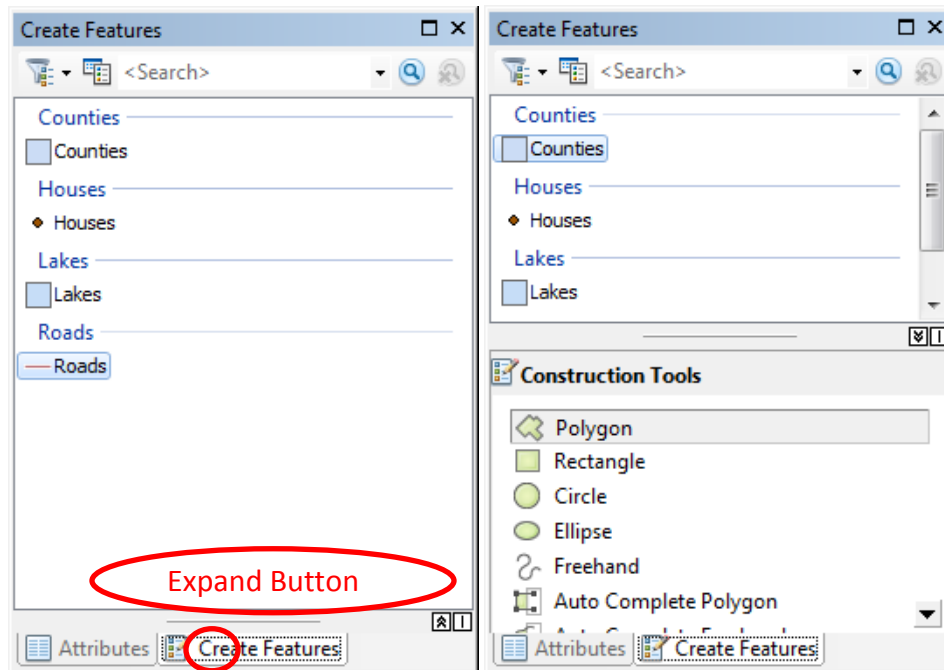 Create Features
<Search>
Counties
Counties
Houses
Houses
Lakes
Lakes
Roads
Roads
Expand Button
Attributes
Create Features
Create Features
<Search>
Counties
Counties
Houses
Houses
Lakes
Lakes
Construction Tools
Polygon
Rectangle
Circle
Ellipse
Freehand
Auto Complete Polygon
Attributes
Create Features